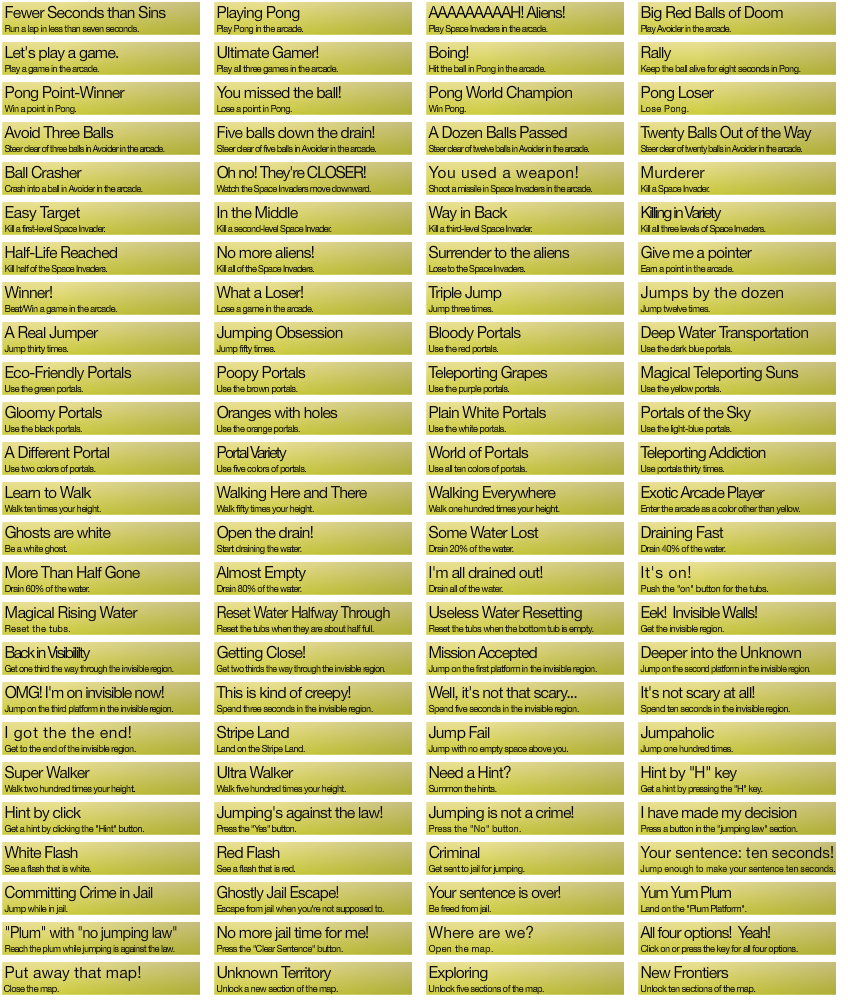 Fewer Seconds than Sins
Run a lap in less than seven seconds.
Playing Pong
Play Pong in the arcade.
AAAAAAAAAH! Aliens!
Play Space Invaders in the arcade.
Big Red Balls of Doom
Play Avoider in the arcade.
Let's play a game.
Play a game in the arcade.
Ultimate Gamer!
Play all three games in the arcade.
Boing!
Hit the ball in Pong in the arcade.
Rally
Keep the ball alive for eight seconds in Pong.
Pong Point-Winner
Win a point in Pong.
You missed the ball!
Lose a point in Pong.
Pong World Champion
Win Pong.
Pong Loser
Lose Pong.
Avoid Three Balls
Steer clear of three balls in Avoider in the arcade.
Five balls down the drain!
Steer clear of five balls in Avoider in the arcade.
A Dozen Balls Passed
Steer clear of twelve balls in Avoider in the arcade.
Twenty Balls Out of the Way
Steer clear of twenty balls in Avoider in the arcade.
Ball Crasher
Crash into a ball in Avoider in the arcade.
Oh no! They're CLOSER!
Watch the Space Invaders move downward.
You used a weapon!
Shoot a missile in Space Invaders in the arcade.
Murderer
Kill a Space Invader.
Easy Target
Kill a first-level Space Invader.
In the Middle
Kill a second-level Space Invader.
Way in Back
Kill a third-level Space Invader.
Killing in Variety
Kill all three levels of Space Invaders.
Half-Life Reached
Kill half of the Space Invaders.
No more aliens!
Kill all of the Space Invaders.
Surrender to the aliens
Lose to the Space Invaders.
Give me a pointer
Earn a point in the arcade.
Winner!
Beat/Win a game in the arcade.
What a Loser!
Lose a game in the arcade.
Triple Jump
Jump three times.
Jumps by the dozen
Jump twelve times.
A Real Jumper
Jump thirty times.
Jumping Obsession
Jump fifty times.
Bloody Portals
Use the red portals.
Deep Water Transportation
Use the dark blue portals.
Eco-Friendly Portals
Use the green portals.
Poopy Portals
Use the brown portals.
Teleporting Grapes
Use the purple portals.
Magical Teleporting Suns
Use the yellow portals.
Gloomy Portals
Use the black portals.
Oranges with holes
Use the orange portals.
Plain White Portals
Use the white portals.
Portals of the Sky
Use the light-blue portals.
A Different Portal
Use two colors of portals.
Portal Variety
Use five colors of portals.
World of Portals
Use all ten colors of portals.
Teleporting Addiction
Use portals thirty times.
Learn to Walk
Walk ten times your height.
Walking Here and There
Walk fifty times your height.
Walking Everywhere
Walk one hundred times your height.
Exotic Arcade Player
Enter the arcade as a color other than yellow.
Ghosts are white
Be a white ghost.
Open the drain!
Start draining the water.
Some Water Lost
Drain 20% of the water.
Draining Fast
Drain 40% of the water.
More Than Half Gone
Drain 60% of the water.
Almost Empty
Drain 80% of the water.
I'm all drained out!
Drain all of the water.
It's on!
Push the "on" button for the tubs.
Magical Rising Water
Reset the tubs.
Reset Water Halfway Through
Reset the tubs when they are about half full.
Useless Water Resetting
Reset the tubs when the bottom tub is empty.
Eek! Invisible Walls!
Get the invisible region.
Back in Visibility
Get one third the way through the invisible region.
Getting Close!
Get two thirds the way through the invisible region.
Mission Accepted
Jump on the first platform in the invisible region.
Deeper into the Unknown
Jump on the second platform in the invisible region.
OMG! I'm on invisible now!
Jump on the third platform in the invisible region.
This is kind of creepy!
Spend three seconds in the invisible region.
Well, it's not that scary...
Spend five seconds in the invisible region.
It's not scary at all!
Spend ten seconds in the invisible region.
I got the the end!
Get to the end of the invisible region.
Stripe Land
Land on the Stripe Land.
Jump Fail
Jump with no empty space above you.
Jumpaholic
Jump one hundred times.
Super Walker
Walk two hundred times your height.
Ultra Walker
Walk five hundred times your height.
Need a Hint?
Summon the hints.
Hint by "H" key
Get a hint by pressing the "H" key.
Hint by click
Get a hint by clicking the "Hint" button.
Jumping's against the law!
Press the "Yes" button.
Jumping is not a crime!
Press the "No" button.
I have made my decision
Press a button in the "jumping law" section.
White Flash
See a flash that is white.
Red Flash
See a flash that is red.
Criminal
Get sent to jail for jumping.
Your sentence: ten seconds!
Jump enough to make your sentence ten seconds.
Committing Crime in Jail
Jump while in jail.
Ghostly Jail Escape!
Escape from jail when you're not supposed to.
Your sentence is over!
Be freed from jail.
Yum Yum Plum
Land on the "Plum Platform".
"Plum" with "no jumping law"
Reach the plum while jumping is against the law.
No more jail time for me!
Press the "Clear Sentence" button.
Where are we?
Open the map.
All four options! Yeah!
Click on or press the key for all four options.
Put away that map!
Close the map.
Unknown Territory
Unlock a new section of the map.
Exploring
Unlock five sections of the map.
New Frontiers
Unlock ten sections of the map.